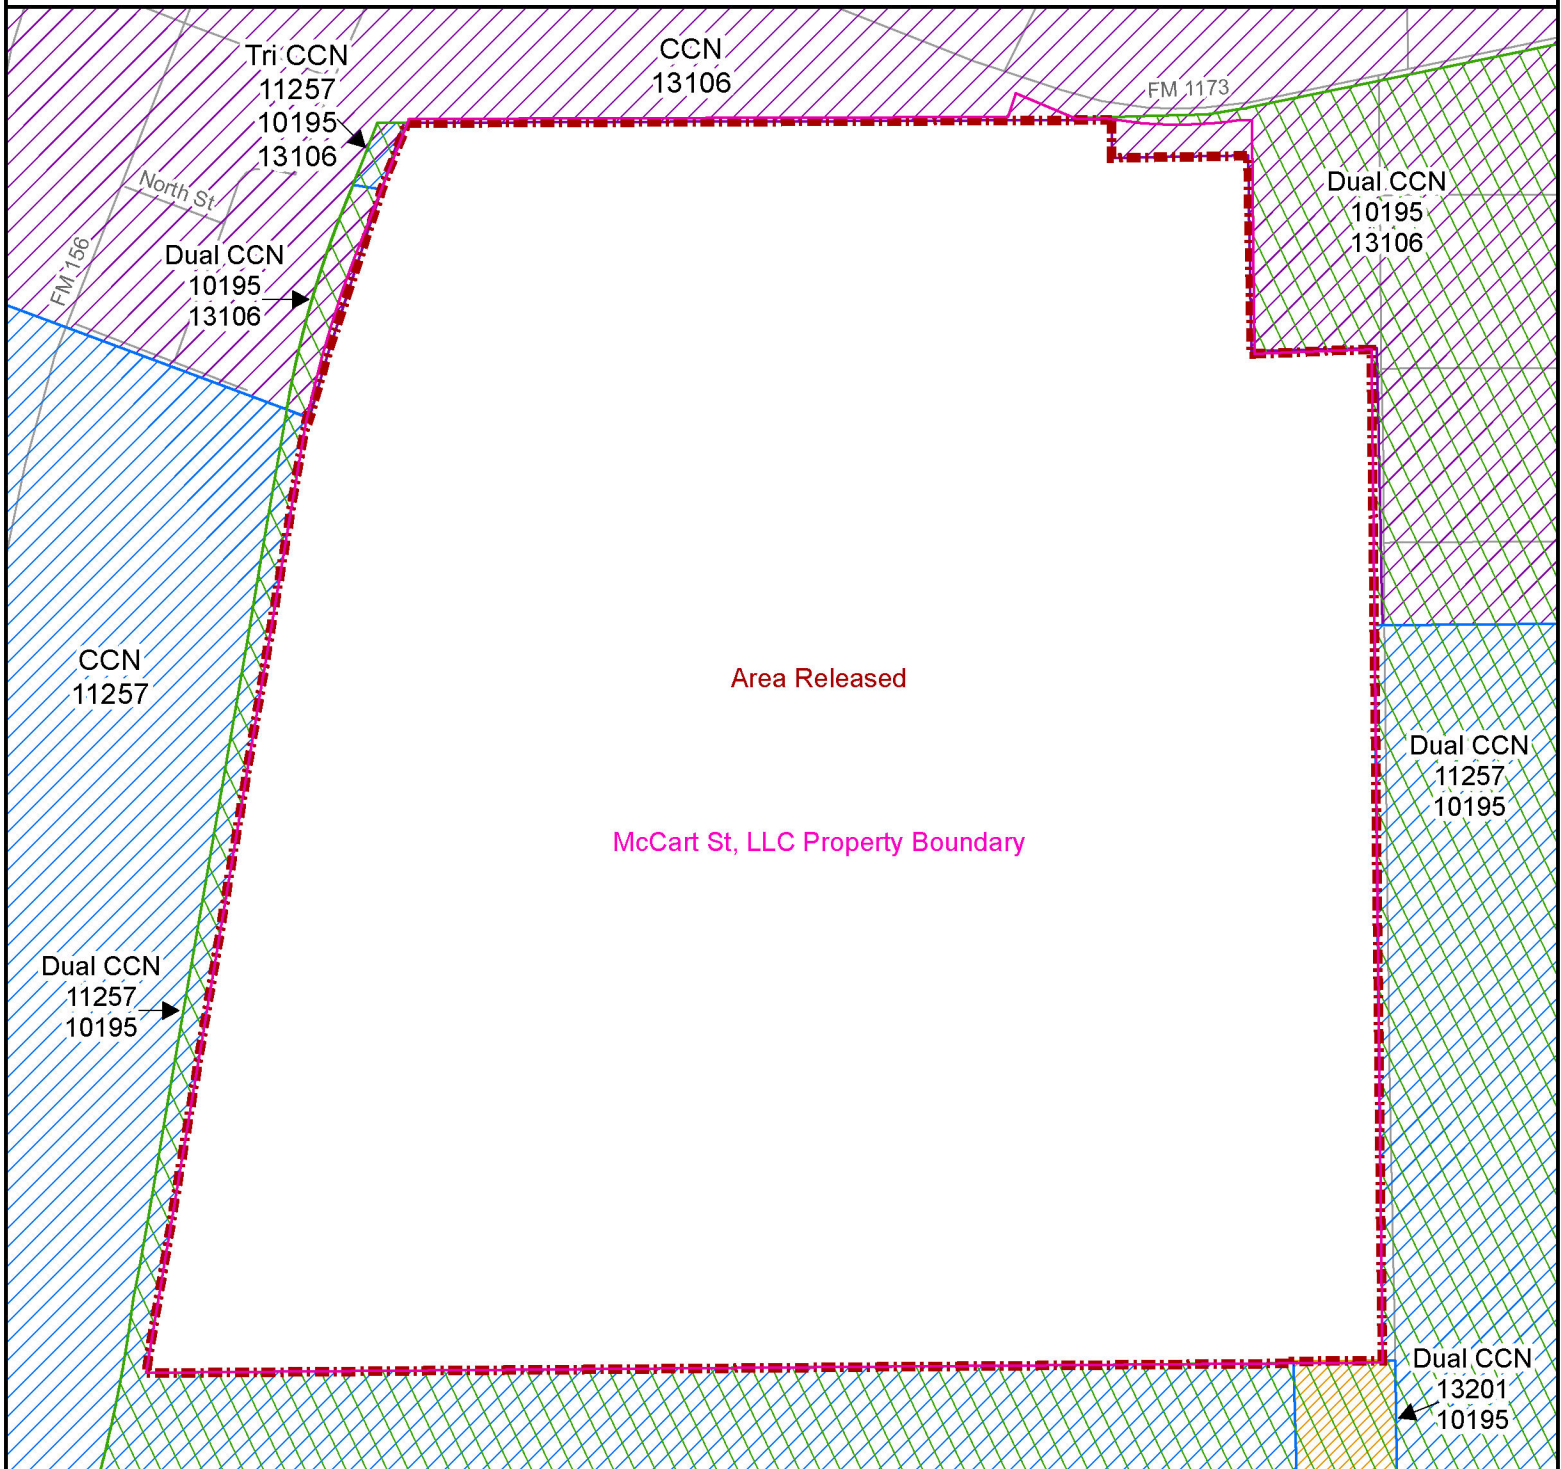 Tri CCN
11257
10195
13106
CCN
13106
FM 1173
North St
FM 156
Dual CCN
10195
13106
Dual CCN
10195
13106
CCN
11257
Area Released
McCart St, LLC Property Boundary
Dual CCN
11257
10195
Dual CCN
11257
10195
Dual CCN
13201
10195